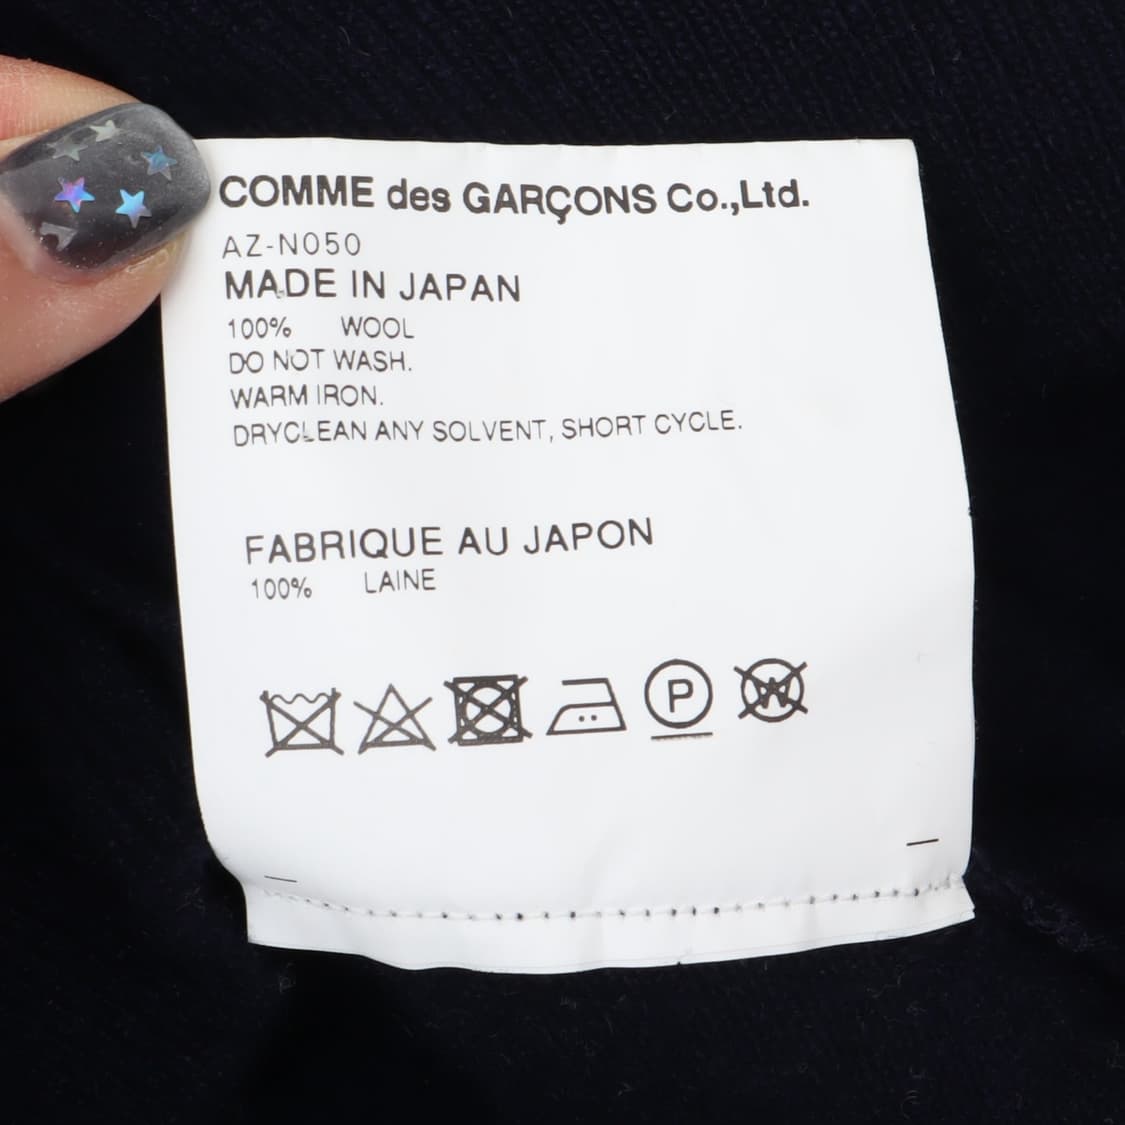 COMME des GARÇONS Co.,Ltd.
AZ-N050
MADE IN JAPAN
100% WOOL
DO NOT WASH.
WARM IRON.
DRYCLEAN ANY SOLVENT, SHORT CYCLE.
FABRIQUE AU JAPON
100% LAINE
P W